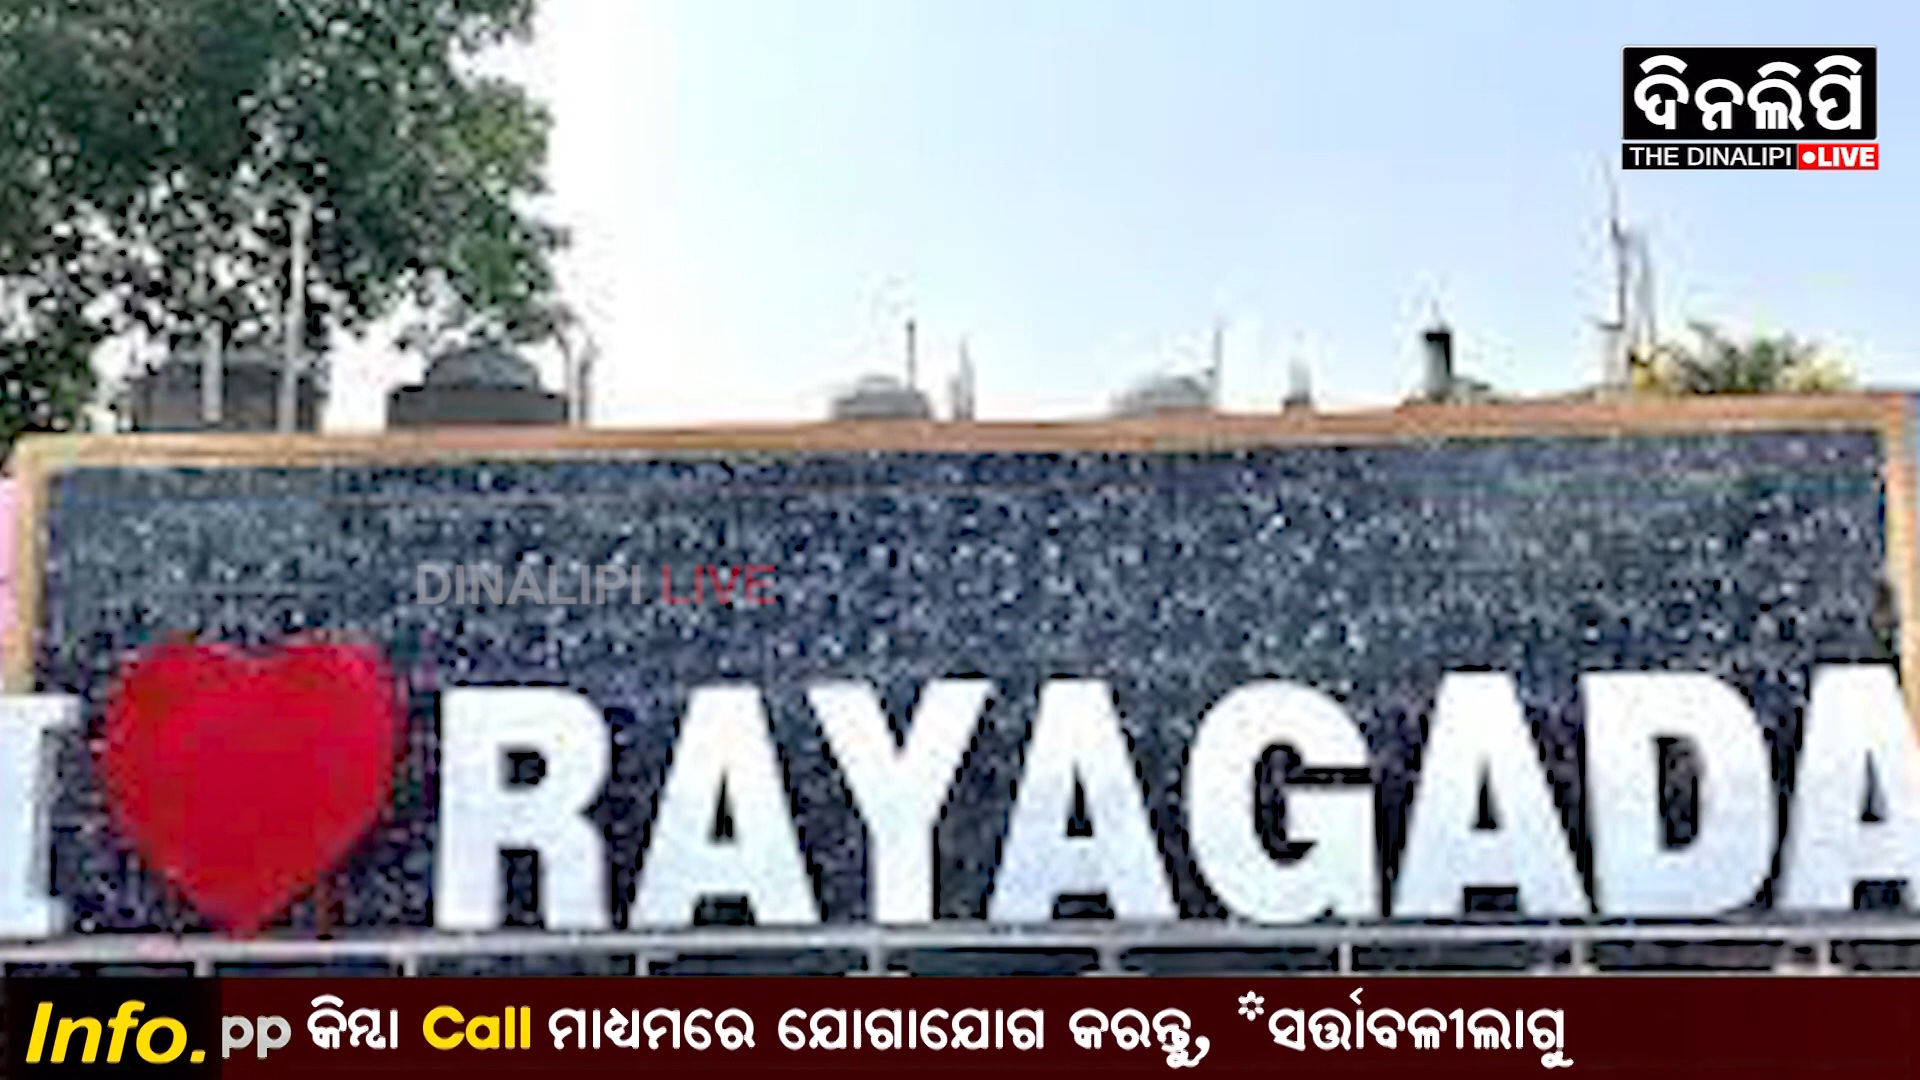 ଦିନଲିପି
THE DINALIPI LIVE
DINALIPI LIVE
I ❤ RAYAGADA
Info. pp କିମ୍ବା Call ମାଧ୍ୟମରେ ଯୋଗାଯୋଗ କରନ୍ତୁ, *ସର୍ତ୍ତାବଳୀଲାଗୁ